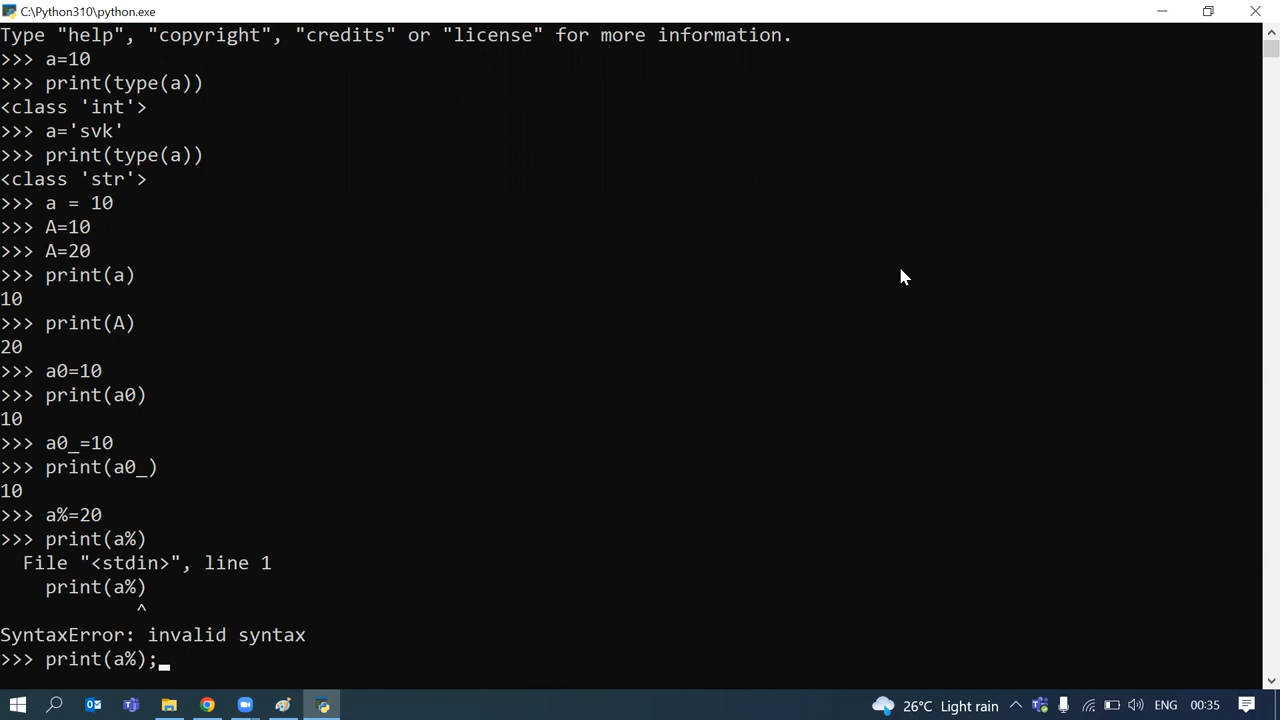 C:\Python310\python.exe
Type "help", "copyright", "credits" or "license" for more information.
>>> a=10
>>> print(type(a))
<class 'int'>
>>> a='svk'
>>> print(type(a))
<class 'str'>
>>> a = 10
>>> A=10
>>> A=20
>>> print(a)
10
>>> print(A)
20
>>> a0=10
>>> print(a0)
10
>>> a0_=10
>>> print(a0_)
10
>>> a%=20
>>> print(a%)
  File "<stdin>", line 1
    print(a%)
            ^
SyntaxError: invalid syntax
>>> print(a%);
26°C Light rain ENG 00:35